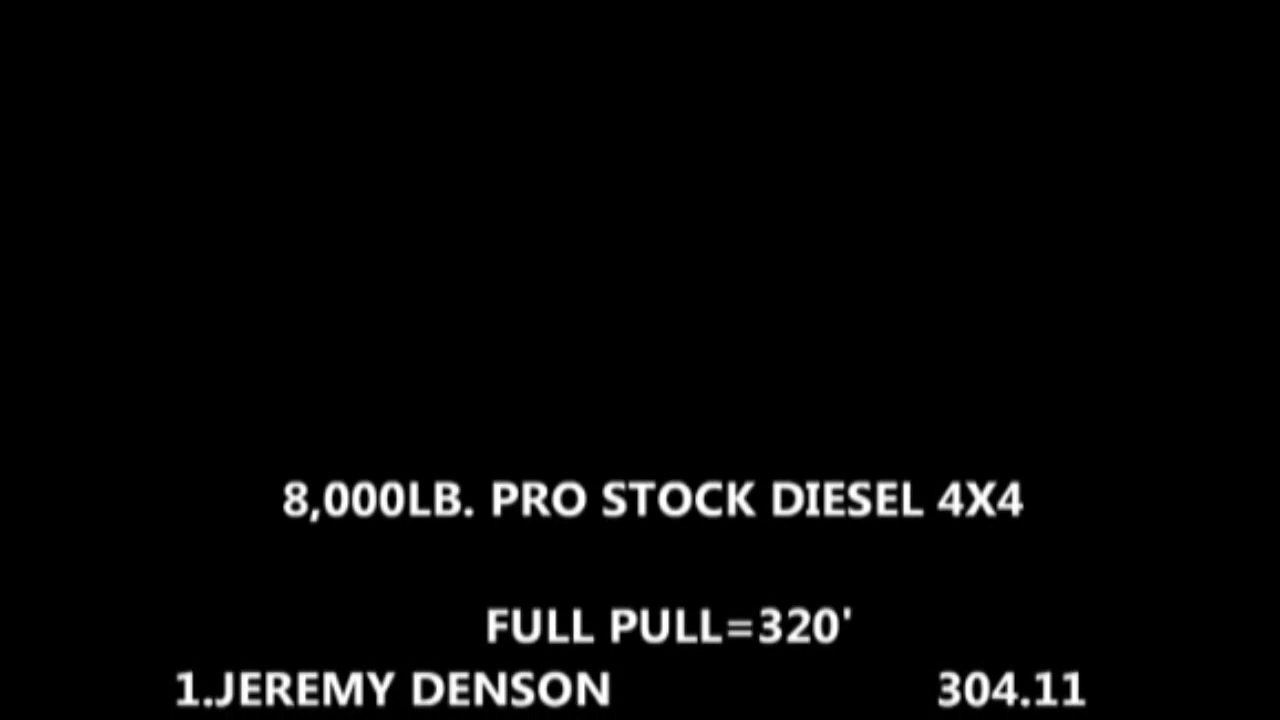 8,000LB. PRO STOCK DIESEL 4X4
FULL PULL=320'
1.JEREMY DENSON 304.11